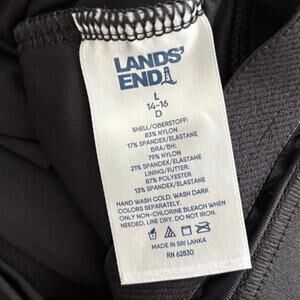 LANDS'
END
L
14-16
D
SHELL/OBERSTOFF:
83% NYLON
17% SPANDEX/ELASTANE
BRA/BH:
79% NYLON
21% SPANDEX/ELASTANE
LINING/FUTTER:
87% POLYESTER
13% SPANDEX/ELASTANE
HAND WASH COLD. WASH DARK
COLORS SEPARATELY.
ONLY NON-CHLORINE BLEACH WHEN
NEEDED. LINE DRY. DO NOT IRON.
MADE IN SRI LANKA
RN 62830